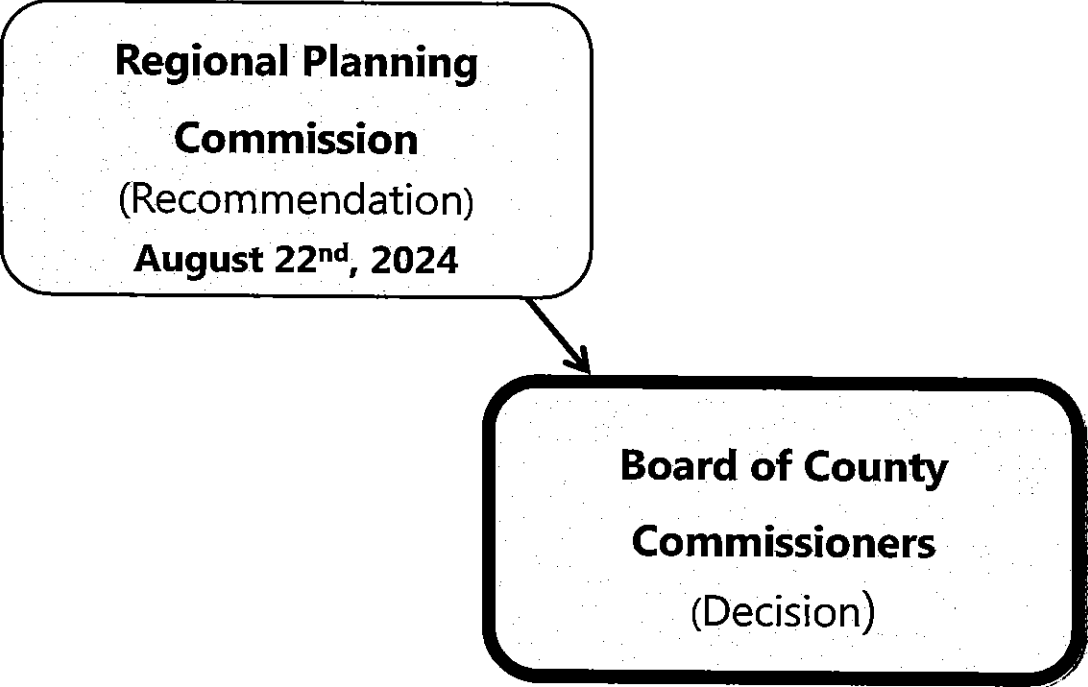 Regional Planning
Commission
(Recommendation)
August 22nd, 2024
Board of County
Commissioners
(Decision)